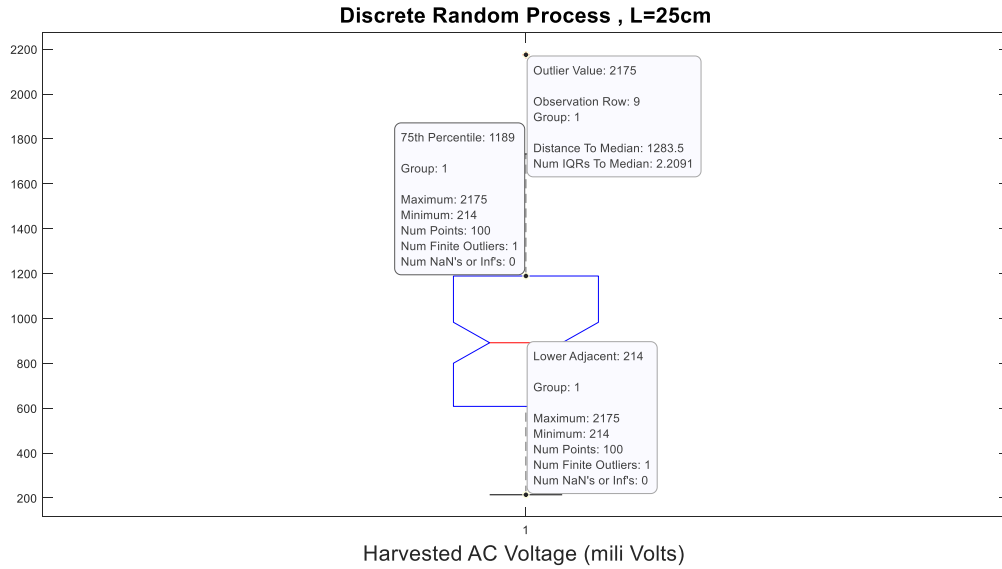 Discrete Random Process , L=25cm
2200
2000
1800
1600
1400
1200
1000
800
600
400
200
Outlier Value: 2175
Observation Row: 9
Group: 1
Distance To Median: 1283.5
Num IQRs To Median: 2.2091
75th Percentile: 1189
Group: 1
Maximum: 2175
Minimum: 214
Num Points: 100
Num Finite Outliers: 1
Num NaN's or Inf's: 0
Lower Adjacent: 214
Group: 1
Maximum: 2175
Minimum: 214
Num Points: 100
Num Finite Outliers: 1
Num NaN's or Inf's: 0
1
Harvested AC Voltage (mili Volts)